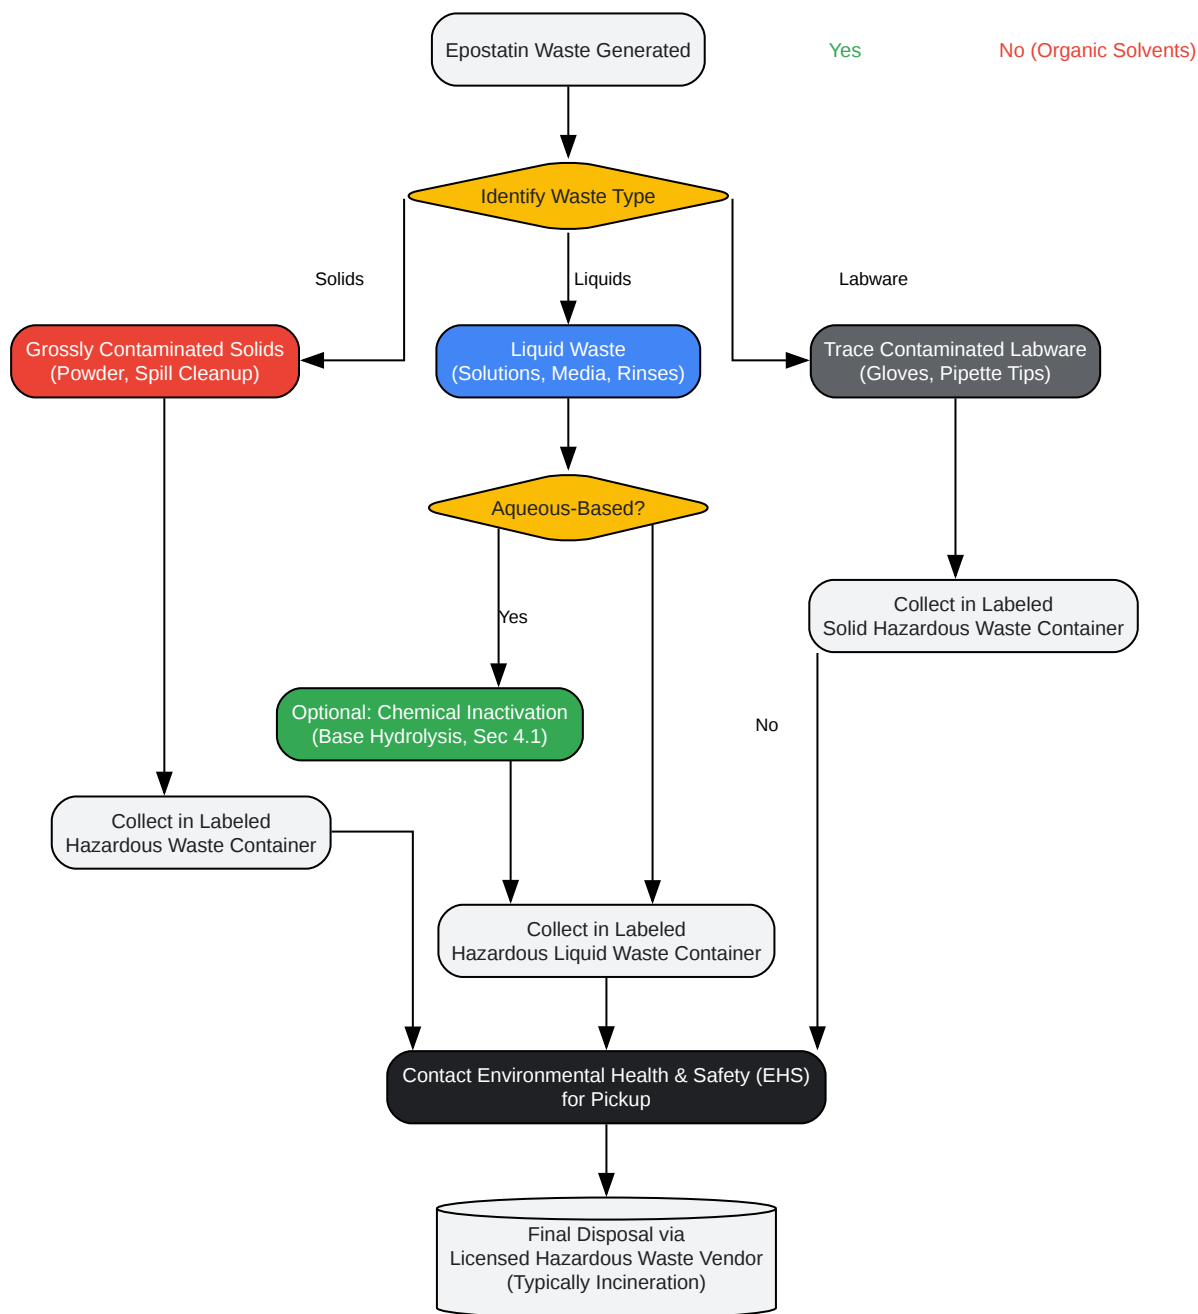 Epostatin Waste Generated
Yes
No (Organic Solvents)
Identify Waste Type
Solids
Liquids
Labware
Grossly Contaminated Solids
(Powder, Spill Cleanup)
Liquid Waste
(Solutions, Media, Rinses)
Trace Contaminated Labware
(Gloves, Pipette Tips)
Aqueous-Based?
Yes
Collect in Labeled
Solid Hazardous Waste Container
Optional: Chemical Inactivation
(Base Hydrolysis, Sec 4.1)
No
Collect in Labeled
Hazardous Waste Container
Collect in Labeled
Hazardous Liquid Waste Container
Contact Environmental Health & Safety (EHS)
for Pickup
Final Disposal via
Licensed Hazardous Waste Vendor
(Typically Incineration)